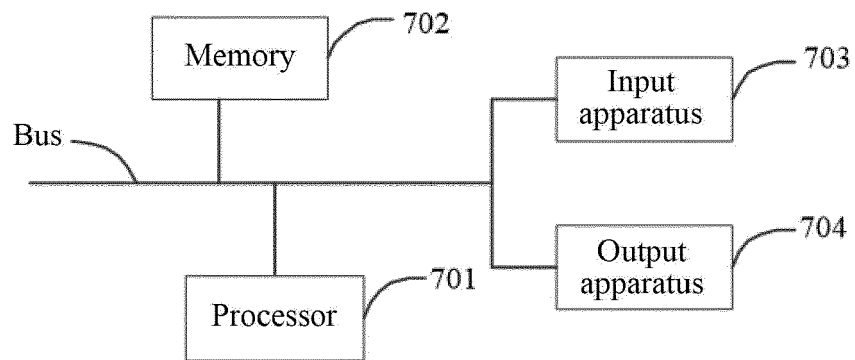 702
Memory
703
Input
apparatus
Bus
704
Output
apparatus
701
Processor